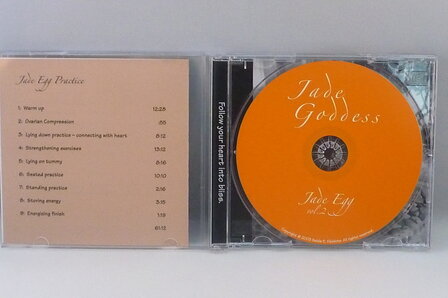 Jade Egg Practice
1: Warm up 12:28
2: Ovarian Compression :55
3: Lying down practice – connecting with heart 8:12
4: Strengthening exercises 13:12
5: Lying on tummy 8:16
6: Seated practice 10:10
7: Standing practice 2:16
8: Storing energy 3:15
9: Energizing finish 1:19
61:12
Follow your heart into bliss.
Jade
Goddess
Jade Egg
vol. 2